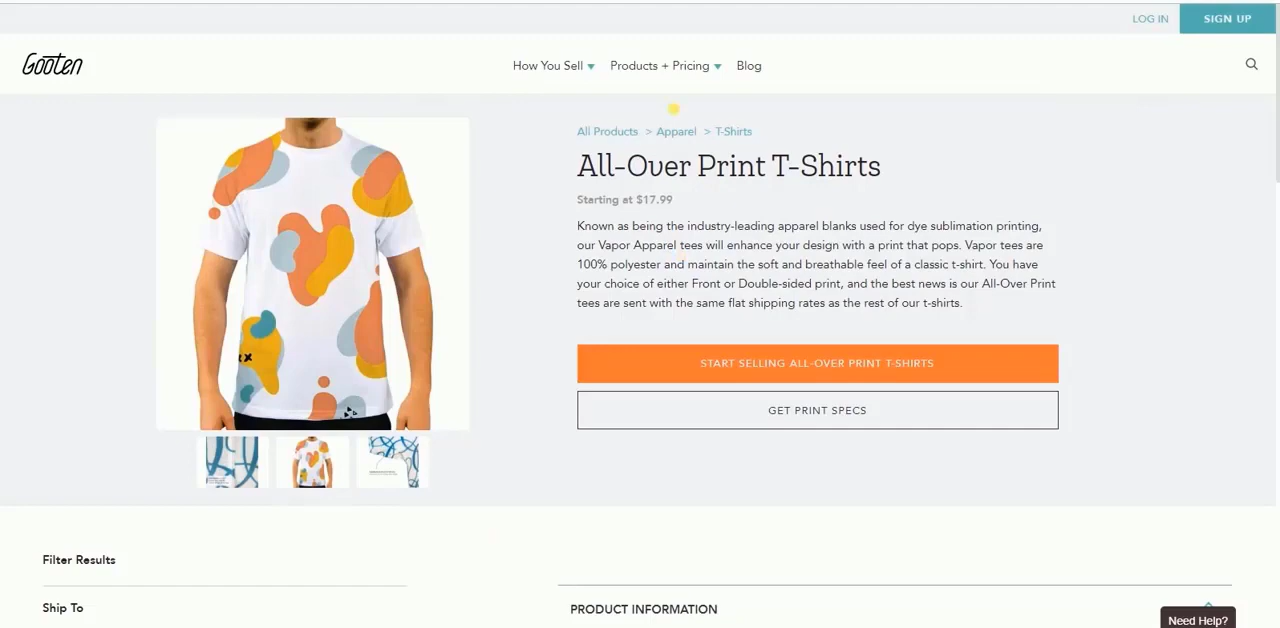 LOG IN
SIGN UP
Gooten
How You Sell
Products + Pricing
Blog
All Products > Apparel > T-Shirts
All-Over Print T-Shirts
Starting at $17.99
Known as being the industry-leading apparel blanks used for dye sublimation printing,
our Vapor Apparel tees will enhance your design with a print that pops. Vapor tees are
100% polyester and maintain the soft and breathable feel of a classic t-shirt. You have
your choice of either Front or Double-sided print, and the best news is our All-Over Print
tees are sent with the same flat shipping rates as the rest of our t-shirts.
START SELLING ALL-OVER PRINT T-SHIRTS
GET PRINT SPECS
Filter Results
Ship To
PRODUCT INFORMATION
Need Help?